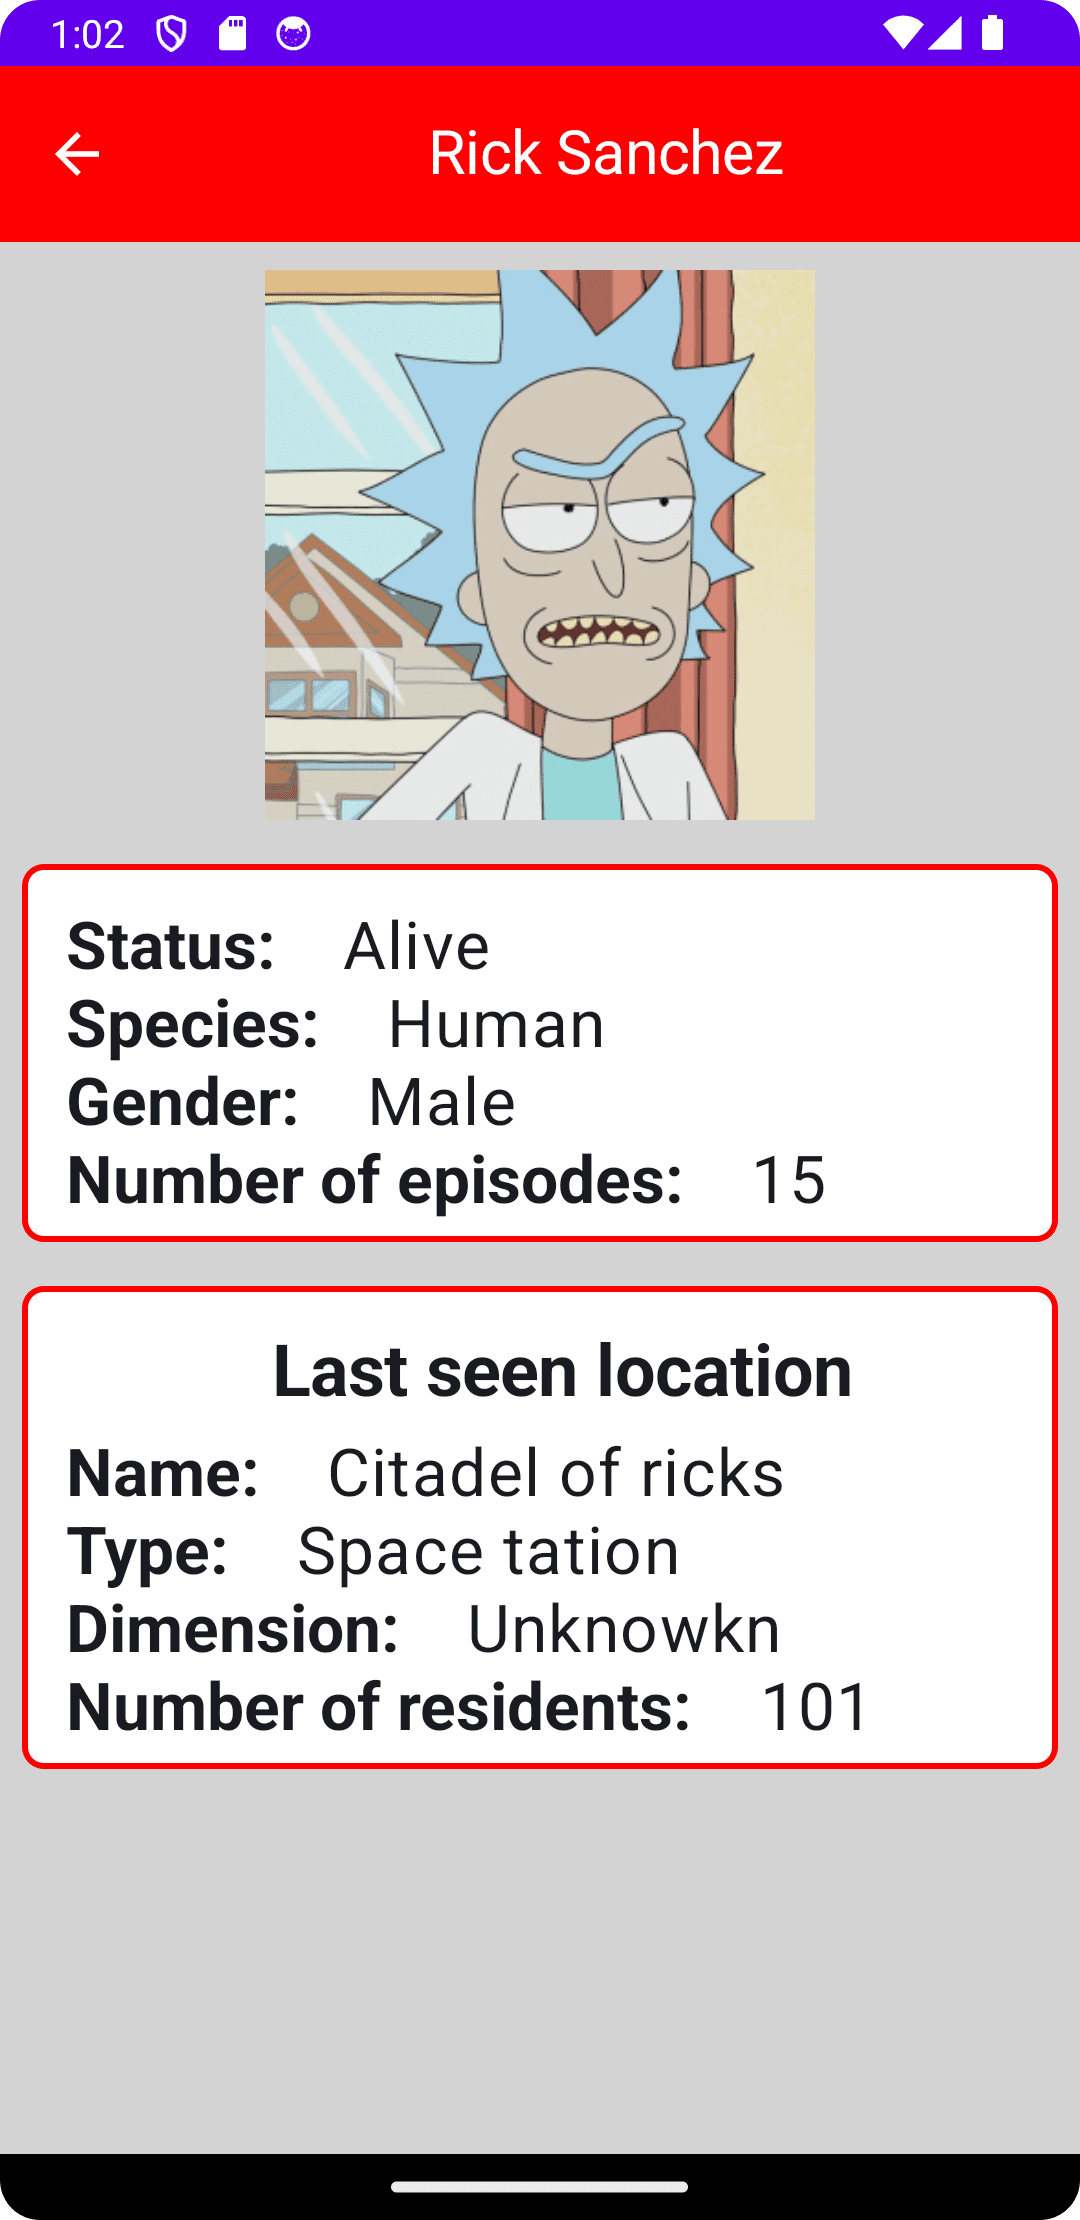 1:02
Rick Sanchez
Status: Alive
Species: Human
Gender: Male
Number of episodes: 15
Last seen location
Name: Citadel of ricks
Type: Space tation
Dimension: Unknowkn
Number of residents: 101